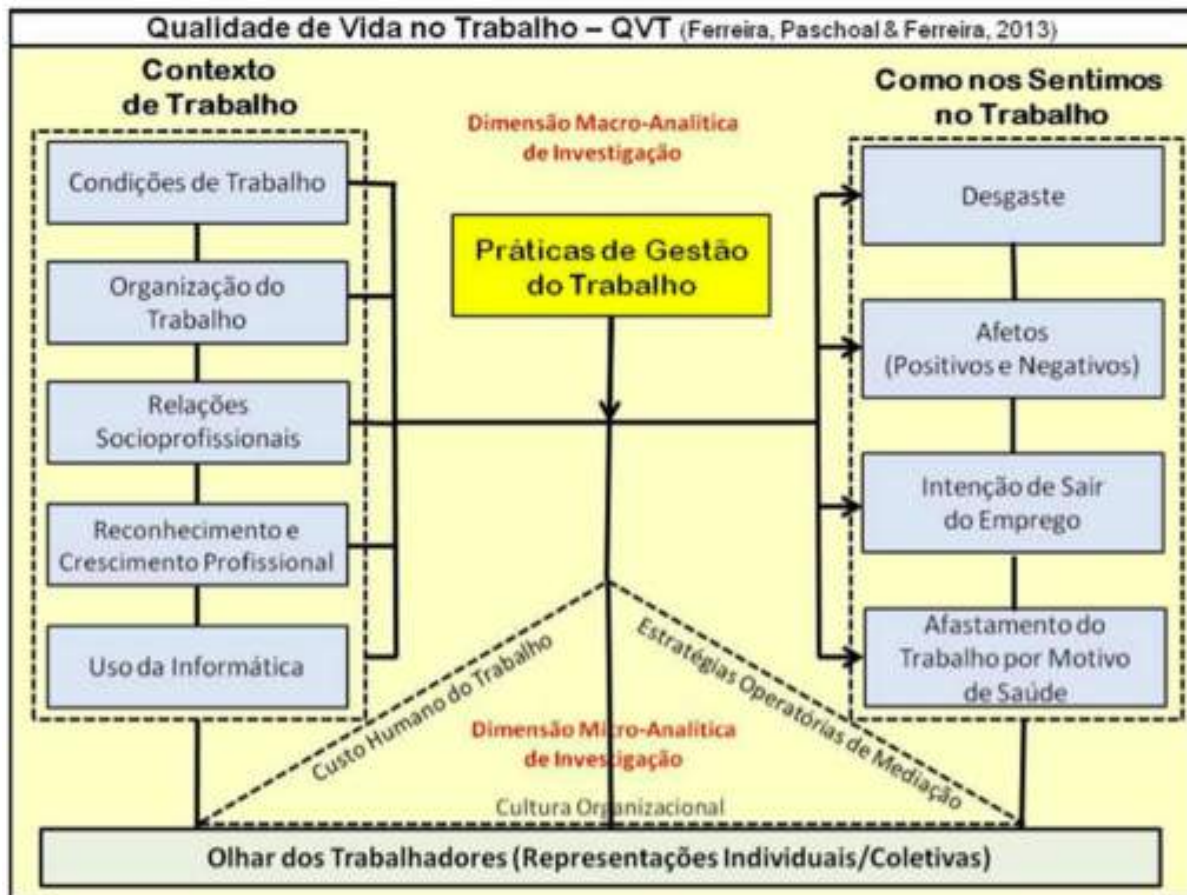 Qualidade de Vida no Trabalho – QVT (Ferreira, Paschoal & Ferreira, 2013)
Contexto
de Trabalho
Condições de Trabalho
Organização do
Trabalho
Relações
Socioprofissionais
Reconhecimento e
Crescimento Profissional
Uso da Informática
Dimensão Macro-Analítica
de Investigação
Práticas de Gestão
do Trabalho
Como nos Sentimos
no Trabalho
Desgaste
Afetos
(Positivos e Negativos)
Intenção de Sair
do Emprego
Afastamento do
Trabalho por Motivo
de Saúde
Custo Humano do Trabalho
Estratégias Operatórias de Mediação
Dimensão Micro-Analítica
de Investigação
Cultura Organizacional
Olhar dos Trabalhadores (Representações Individuais/Coletivas)